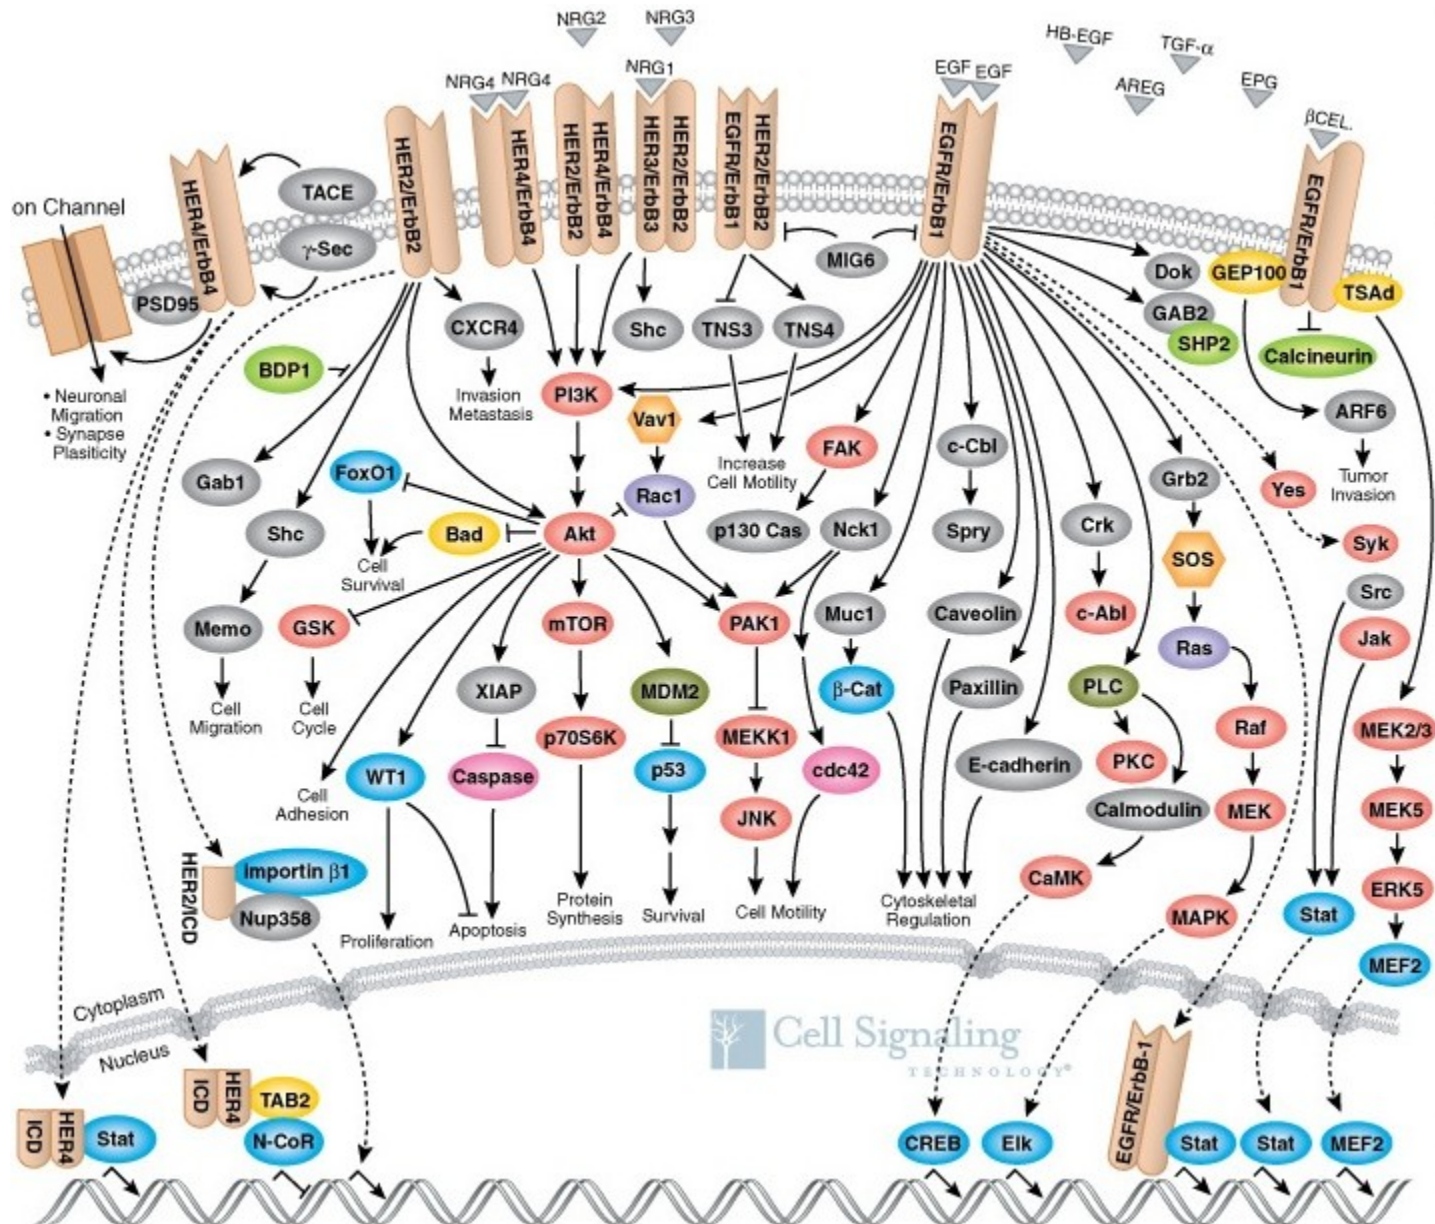 NRG2
NRG3
HB-EGF
TGF-α
NRG4
NRG4
NRG1
EGF
EGF
AREG
EPG
βCEL.
on Channel
HER4/ErbB4
TACE
γ-Sec
PSD95
HER2/ErbB2
HER4/ErbB4
HER2/ErbB2
HER4/ErbB4
HER3/ErbB3
HER2/ErbB2
EGFR/ErbB1
HER2/ErbB2
EGFR/ErbB1
EGFR/ErbB1
MIG6
Dok
GEP100
TSAd
GAB2
SHP2
Calcineurin
CXCR4
Shc
TNS3
TNS4
BDP1
• Neuronal
Migration
• Synapse
Plasiticity
Invasion
Metastasis
PI3K
Vav1
FAK
c-Cbl
ARF6
Increase
Cell Motility
Tumor
Invasion
Gab1
FoxO1
Rac1
Grb2
Yes
Shc
Bad
Akt
p130 Cas
Nck1
Spry
Crk
SOS
Syk
Cell
Survival
Src
Memo
GSK
mTOR
PAK1
Muc1
Caveolin
c-Abl
Ras
Jak
XIAP
MDM2
β-Cat
Paxillin
PLC
Cell
Migration
Cell
Cycle
p70S6K
MEKK1
Raf
MEK2/3
WT1
Caspase
p53
cdc42
E-cadherin
PKC
Cell
Adhesion
JNK
Calmodulin
MEK
MEK5
HER2/ICD
Importin β1
Nup358
CaMK
ERK5
Protein
Synthesis
Survival
Cell Motility
Cytoskeletal
Regulation
MAPK
Stat
Proliferation
Apoptosis
MEF2
Cytoplasm
Nucleus
Cell Signaling
TECHNOLOGY®
EGFR/ErbB-1
ICD
HER4
TAB2
N-CoR
ICD
HER4
Stat
CREB
Elk
Stat
Stat
MEF2